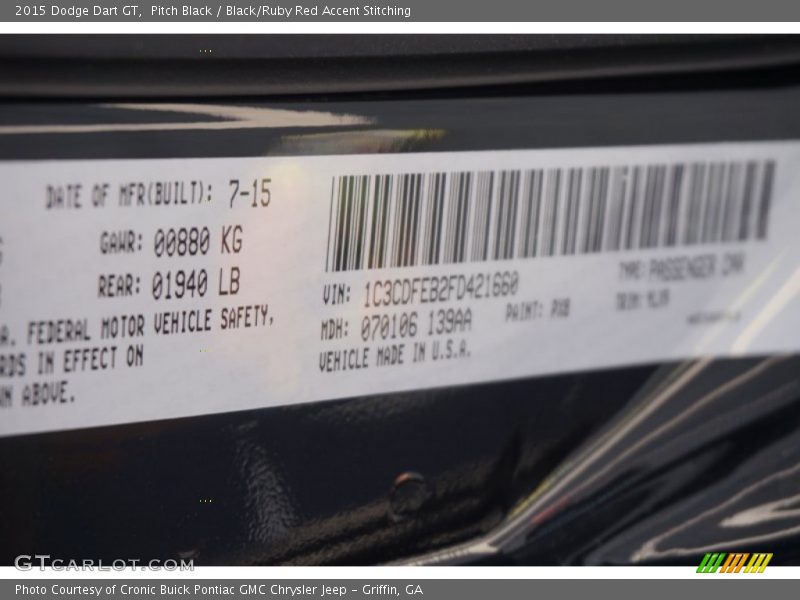 2015 Dodge Dart GT, Pitch Black / Black/Ruby Red Accent Stitching
DATE OF MFR(BUILT): 7-15
GAWR: 00880 KG
REAR: 01940 LB
A. FEDERAL MOTOR VEHICLE SAFETY,
RDS IN EFFECT ON
N ABOVE.
VIN: 1C3CDFEB2FD421660
MDH: 070106 139AA
VEHICLE MADE IN U.S.A.
PAINT:
TYPE: PASSENGER CAR
GTCARLOT.COM
Photo Courtesy of Cronic Buick Pontiac GMC Chrysler Jeep - Griffin, GA